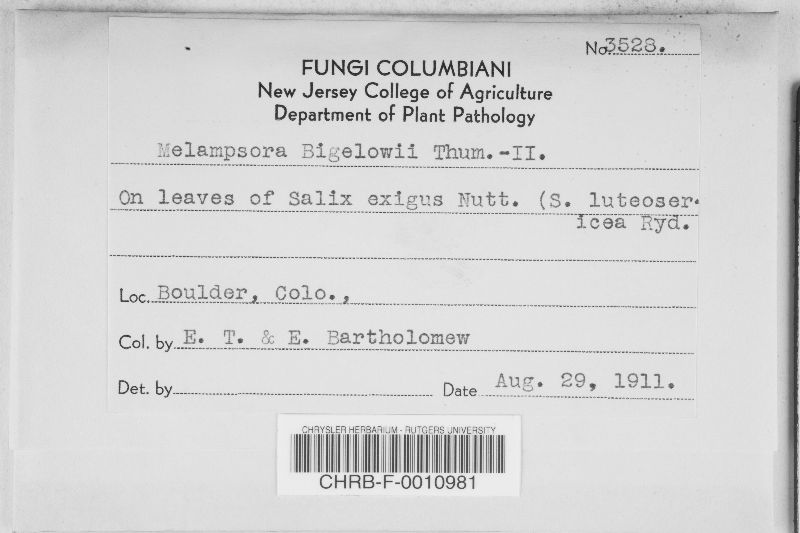 No. 3528.
FUNGI COLUMBIANI
New Jersey College of Agriculture
Department of Plant Pathology
Melampsora Bigelowii Thum.-II.
On leaves of Salix exigus Nutt. (S. luteoser-
icea Ryd.
Loc. Boulder, Colo.,
Col. by E. T. & E. Bartholomew
Det. by
Date Aug. 29, 1911.
CHRYSLER HERBARIUM - RUTGERS UNIVERSITY
CHRB-F-0010981